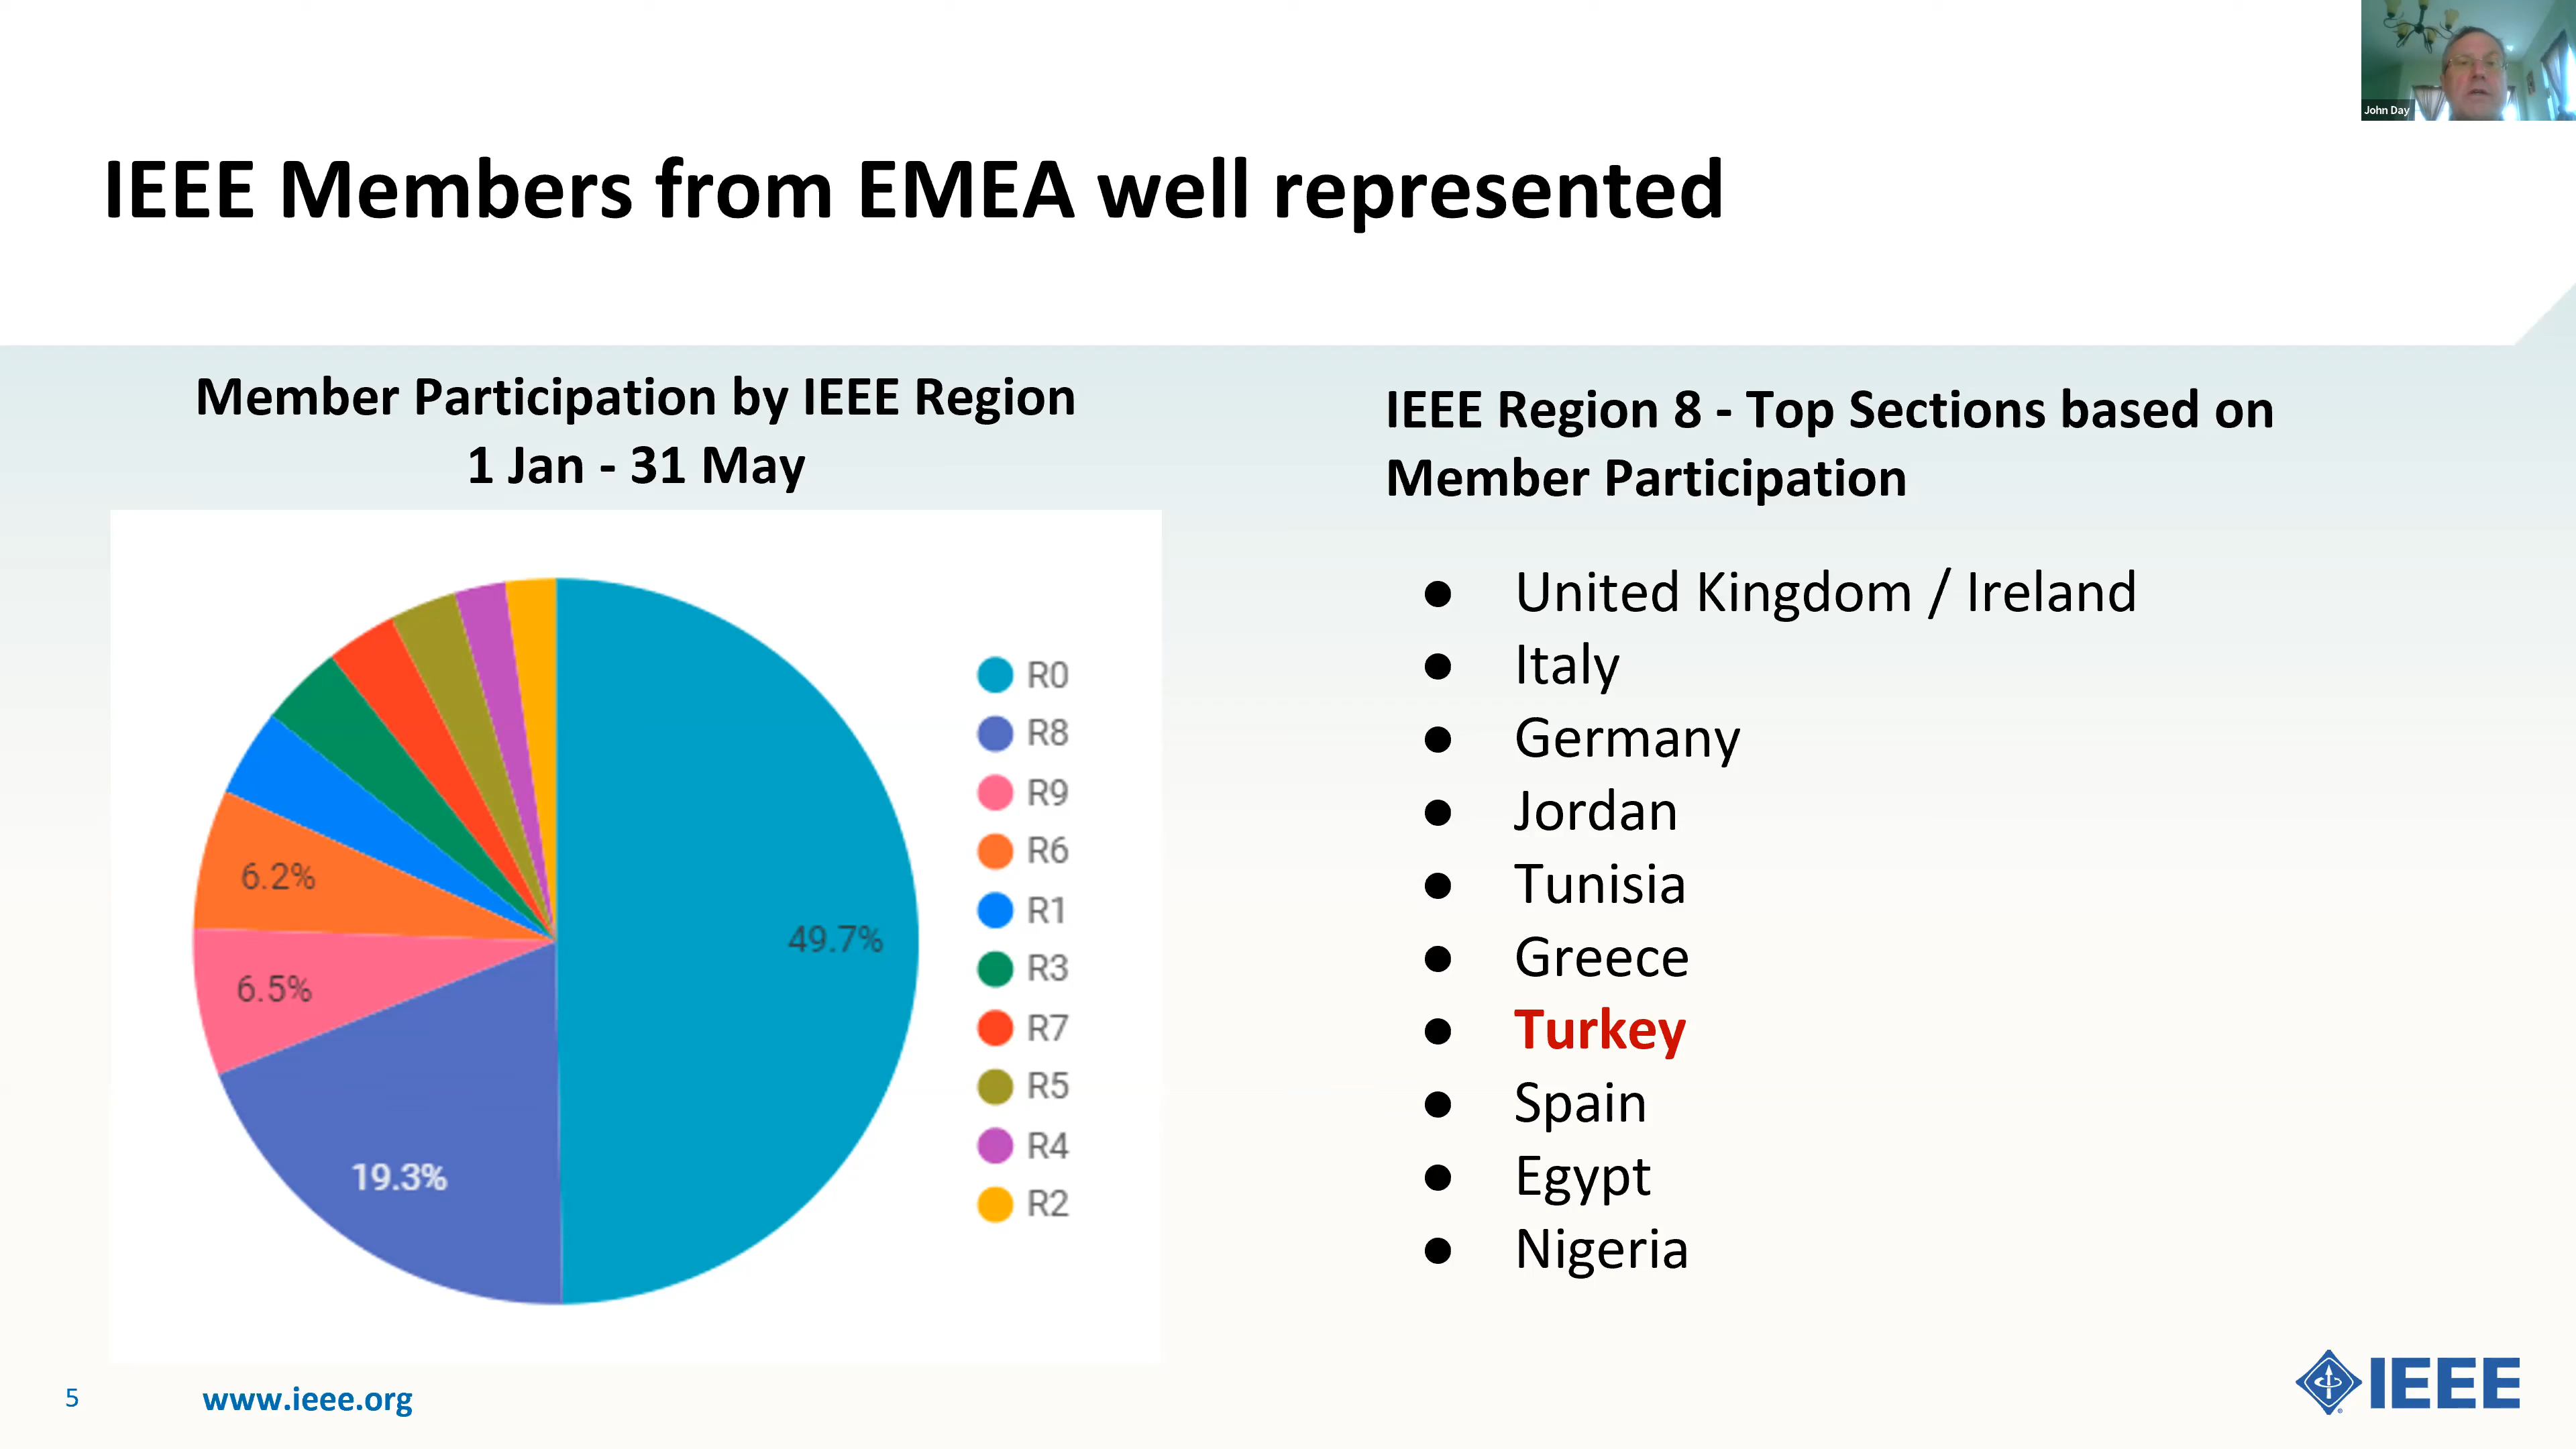 John Day
IEEE Members from EMEA well represented
Member Participation by IEEE Region
1 Jan - 31 May
R0
R8
R9
R6
R1
R3
R7
R5
R4
R2
49.7%
19.3%
6.5%
6.2%
IEEE Region 8 - Top Sections based on
Member Participation
● United Kingdom / Ireland
● Italy
● Germany
● Jordan
● Tunisia
● Greece
● Turkey
● Spain
● Egypt
● Nigeria
5
www.ieee.org
IEEE